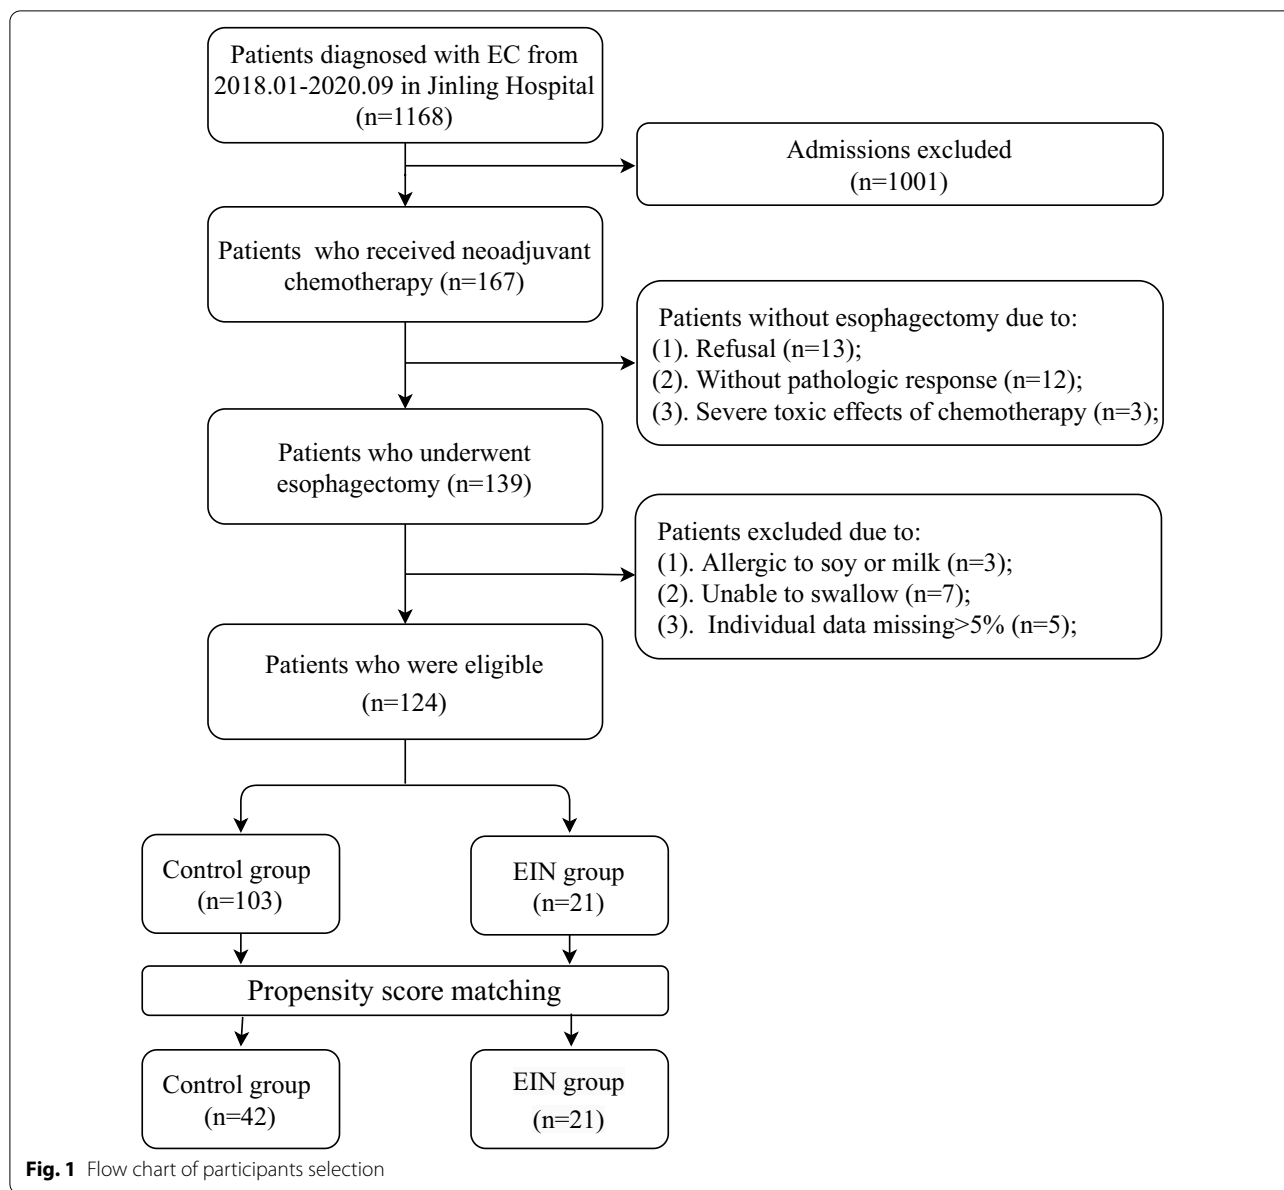 Patients diagnosed with EC from
2018.01-2020.09 in Jinling Hospital
(n=1168)
Admissions excluded
(n=1001)
Patients who received neoadjuvant
chemotherapy (n=167)
Patients without esophagectomy due to:
(1). Refusal (n=13);
(2). Without pathologic response (n=12);
(3). Severe toxic effects of chemotherapy (n=3);
Patients who underwent
esophagectomy (n=139)
Patients excluded due to:
(1). Allergic to soy or milk (n=3);
(2). Unable to swallow (n=7);
(3). Individual data missing>5% (n=5);
Patients who were eligible
(n=124)
Control group
(n=103)
EIN group
(n=21)
Propensity score matching
Control group
(n=42)
EIN group
(n=21)
Fig. 1 Flow chart of participants selection